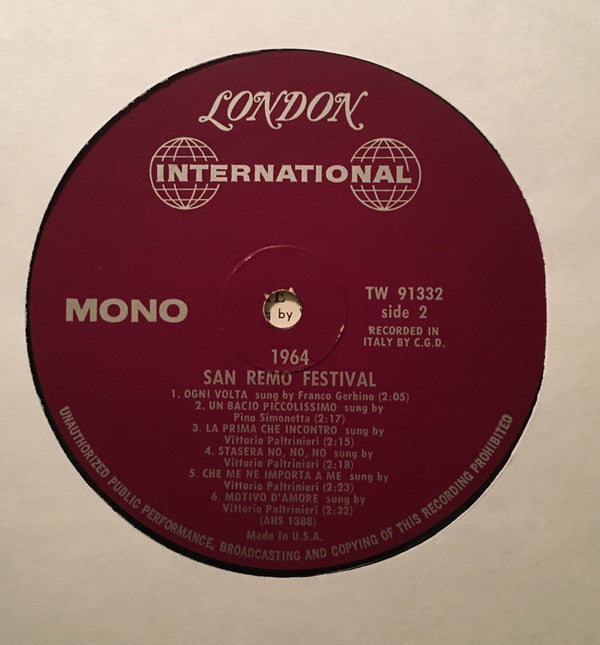 LONDON
INTERNATIONAL
MONO
TW 91332
side 2
RECORDED IN
ITALY BY C.G.D.
by
1964
SAN REMO FESTIVAL
1. OGNI VOLTA sung by Franco Gerbino (2:05)
2. UN BACIO PICCOLISSIMO sung by
Pino Simonetta (2:17)
3. LA PRIMA CHE INCONTRO sung by
Vittorio Paltrinieri (2:15)
4. STASERA NO, NO, NO sung by
Vittorio Paltrinieri (2:18)
5. CHE ME NE IMPORTA A ME sung by
Vittorio Paltrinieri (2:23)
6. MOTIVO D'AMORE sung by
Vittorio Paltrinieri (2:32)
(AHS 1388)
Made in U.S.A.
UNAUTHORIZED PUBLIC PERFORMANCE, BROADCASTING AND COPYING OF THIS RECORDING PROHIBITED